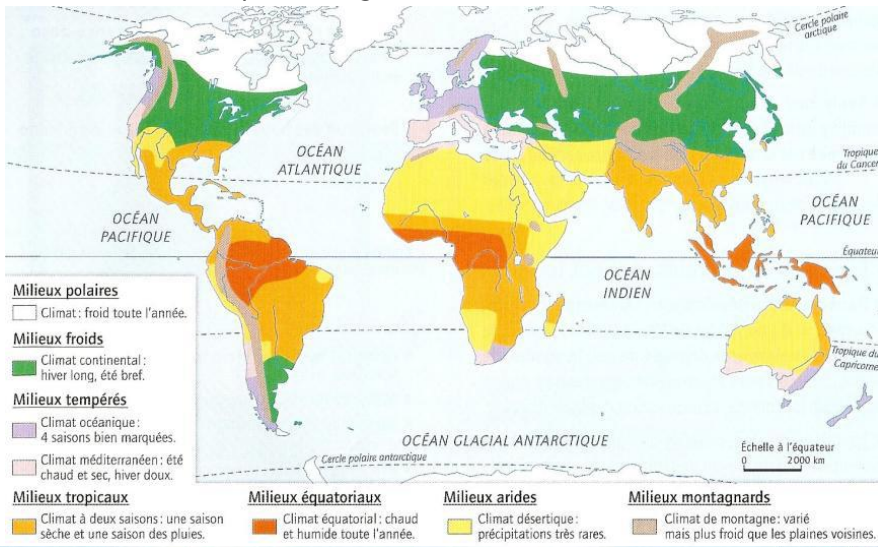 Cercle polaire
arctique
OCÉAN
ATLANTIQUE
Tropique
du Cancer
OCÉAN
PACIFIQUE
OCÉAN
PACIFIQUE
Équateur
OCÉAN
INDIEN
Tropique du
Capricorne
OCÉAN GLACIAL ANTARCTIQUE
Cercle polaire antarctique
Échelle à l'équateur
0 2000 km
Milieux polaires
Climat : froid toute l'année.
Milieux froids
Climat continental :
hiver long, été bref.
Milieux tempérés
Climat océanique :
4 saisons bien marquées.
Climat méditerranéen : été
chaud et sec, hiver doux.
Milieux tropicaux
Climat à deux saisons : une saison
sèche et une saison des pluies.
Milieux équatoriaux
Climat équatorial : chaud
et humide toute l'année.
Milieux arides
Climat désertique :
précipitations très rares.
Milieux montagnards
Climat de montagne : varié
mais plus froid que les plaines voisines.